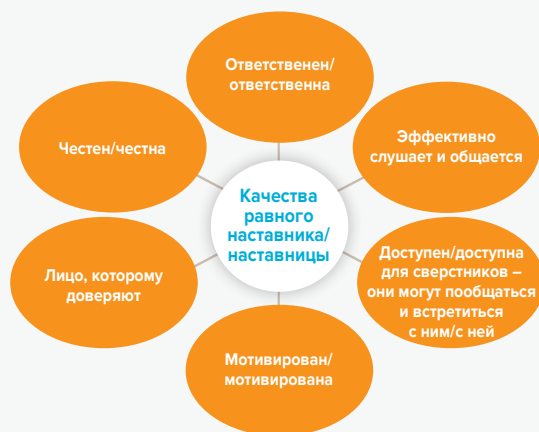 Ответственен/
ответственна
Эффективно
слушает и общается
Доступен/доступна
для сверстников –
они могут пообщаться
и встретиться
с ним/с ней
Мотивирован/
мотивирована
Лицо, которому
доверяют
Честен/честна
Качества
равного
наставника/
наставницы